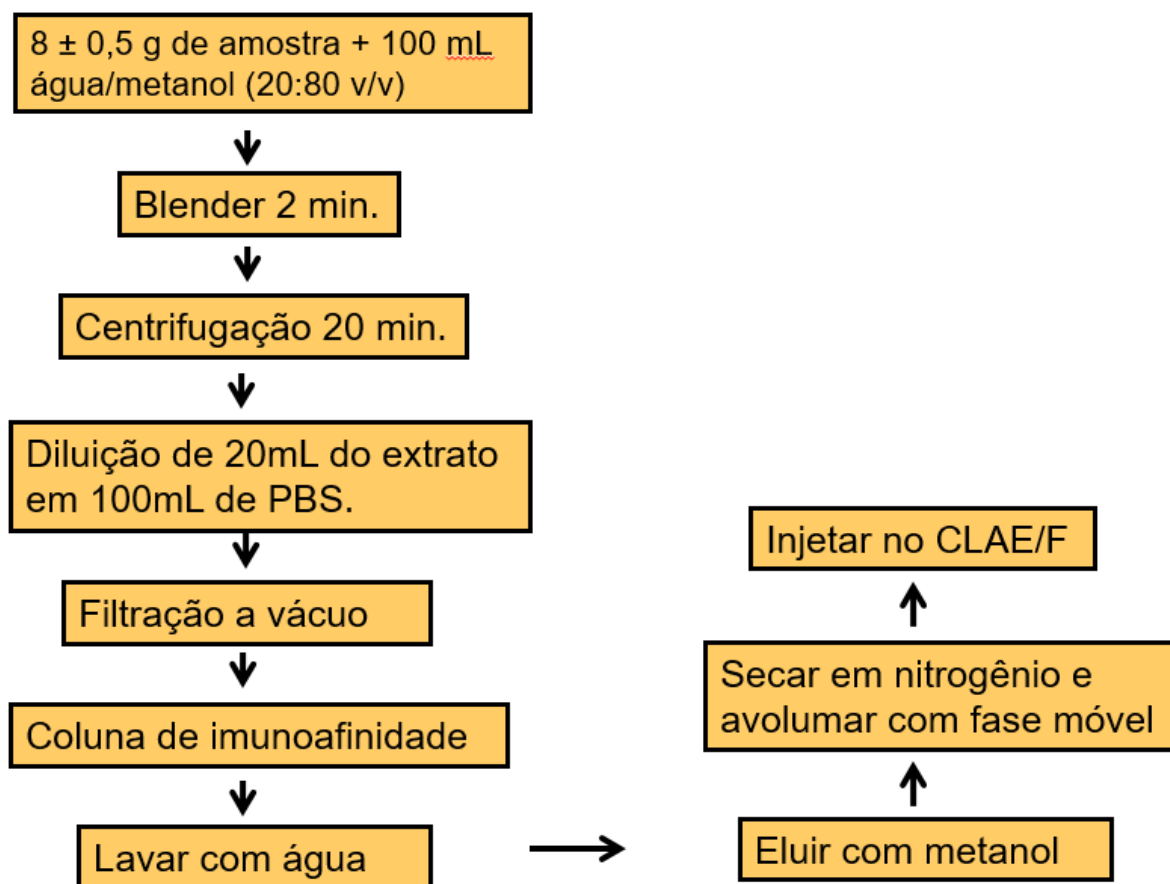 8 ± 0,5 g de amostra + 100 mL
água/metanol (20:80 v/v)
Blender 2 min.
Centrifugação 20 min.
Diluição de 20mL do extrato
em 100mL de PBS.
Filtração a vácuo
Coluna de imunoafinidade
Lavar com água
Eluir com metanol
Secar em nitrogênio e
avolumar com fase móvel
Injetar no CLAE/F